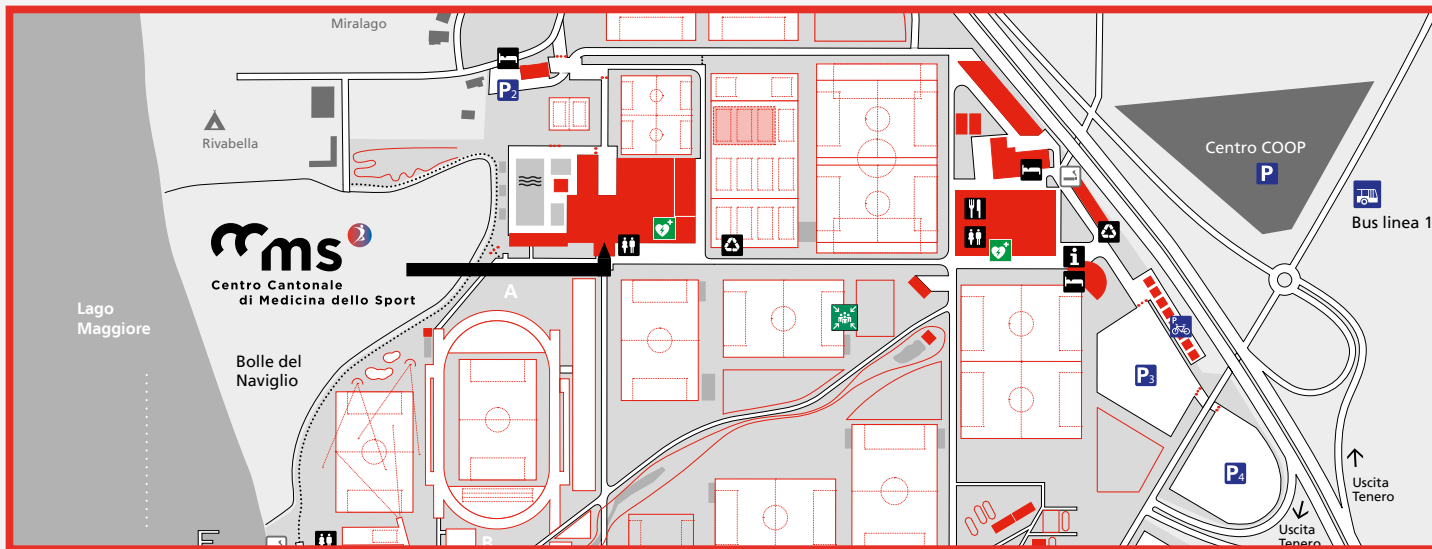 Miralago
P2
Rivabella
Centro COOP
P
Bus linea 1
mms
Centro Cantonale
di Medicina dello Sport
A
i
Lago
Maggiore
Bolle del
Naviglio
P
P3
P4
Uscita
Tenero
Uscita
Tenero
E
B